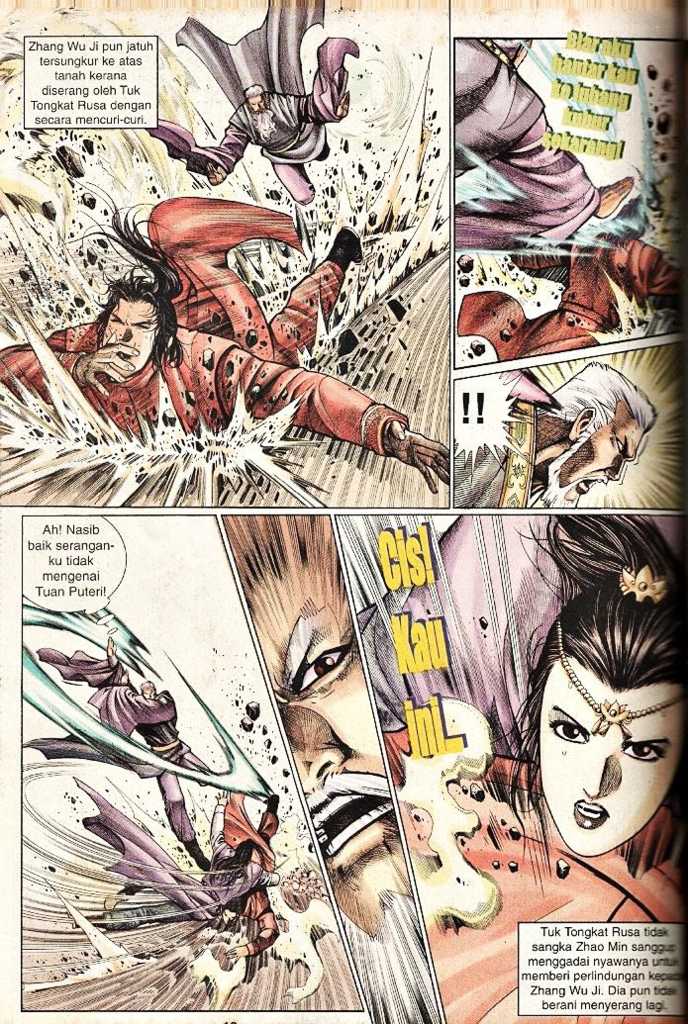 Zhang Wu Ji pun jatuh
tersungkur ke atas
tanah kerana
diserang oleh Tuk
Tongkat Rusa dengan
secara mencuri-curi.
Biar aku
hantar kau
ke lubang
kubur
sekarang!
!!
Ah! Nasib
baik serangan-
ku tidak
mengenai
Tuan Puteri!
Cis!
Kau
ini...
Tuk Tongkat Rusa tidak
sangka Zhao Min sanggup
menggadai nyawanya untuk
memberi perlindungan kepada
Zhang Wu Ji. Dia pun tidak
berani menyerang lagi.